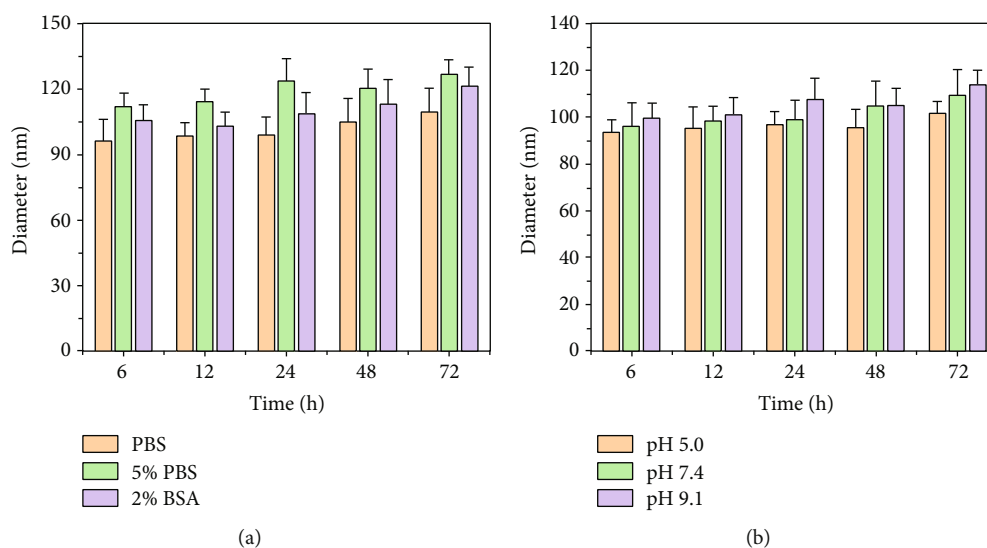 150
120
90
60
30
0
Diameter (nm)
6 12 24 48 72
Time (h)
PBS
5% PBS
2% BSA
(a)
140
120
100
80
60
40
20
0
Diameter (nm)
6 12 24 48 72
Time (h)
pH 5.0
pH 7.4
pH 9.1
(b)